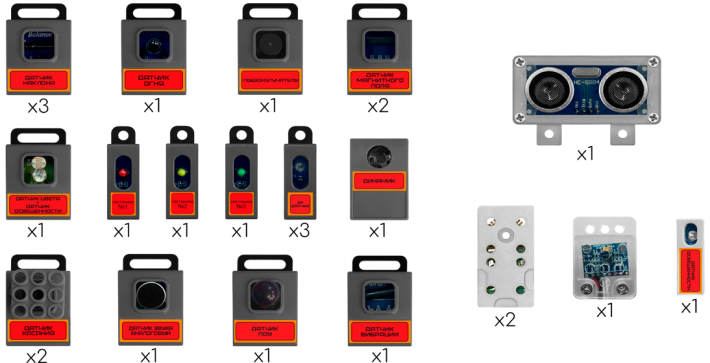 Balance
ДАТЧИК
НАКЛОНА
x3
ДАТЧИК
ОГНЯ
x1
ПЬЕЗОИЗЛУЧАТЕЛЬ
x1
ДАТЧИК
МАГНИТНОГО
ПОЛЯ
x2
HC-SR04
x1
ДАТЧИК ЦВЕТА
И ДАТЧИК
ОСВЕЩЕННОСТИ
x1
x1
x1
x1
x3
ДИНАМИК
x1
ДАТЧИК
КАСАНИЯ
x2
ДАТЧИК ЗВУКА
АНАЛОГОВЫЙ
x1
ДАТЧИК
ПДУ
x1
ДАТЧИК
ВИБРАЦИИ
x1
x2
x1
x1